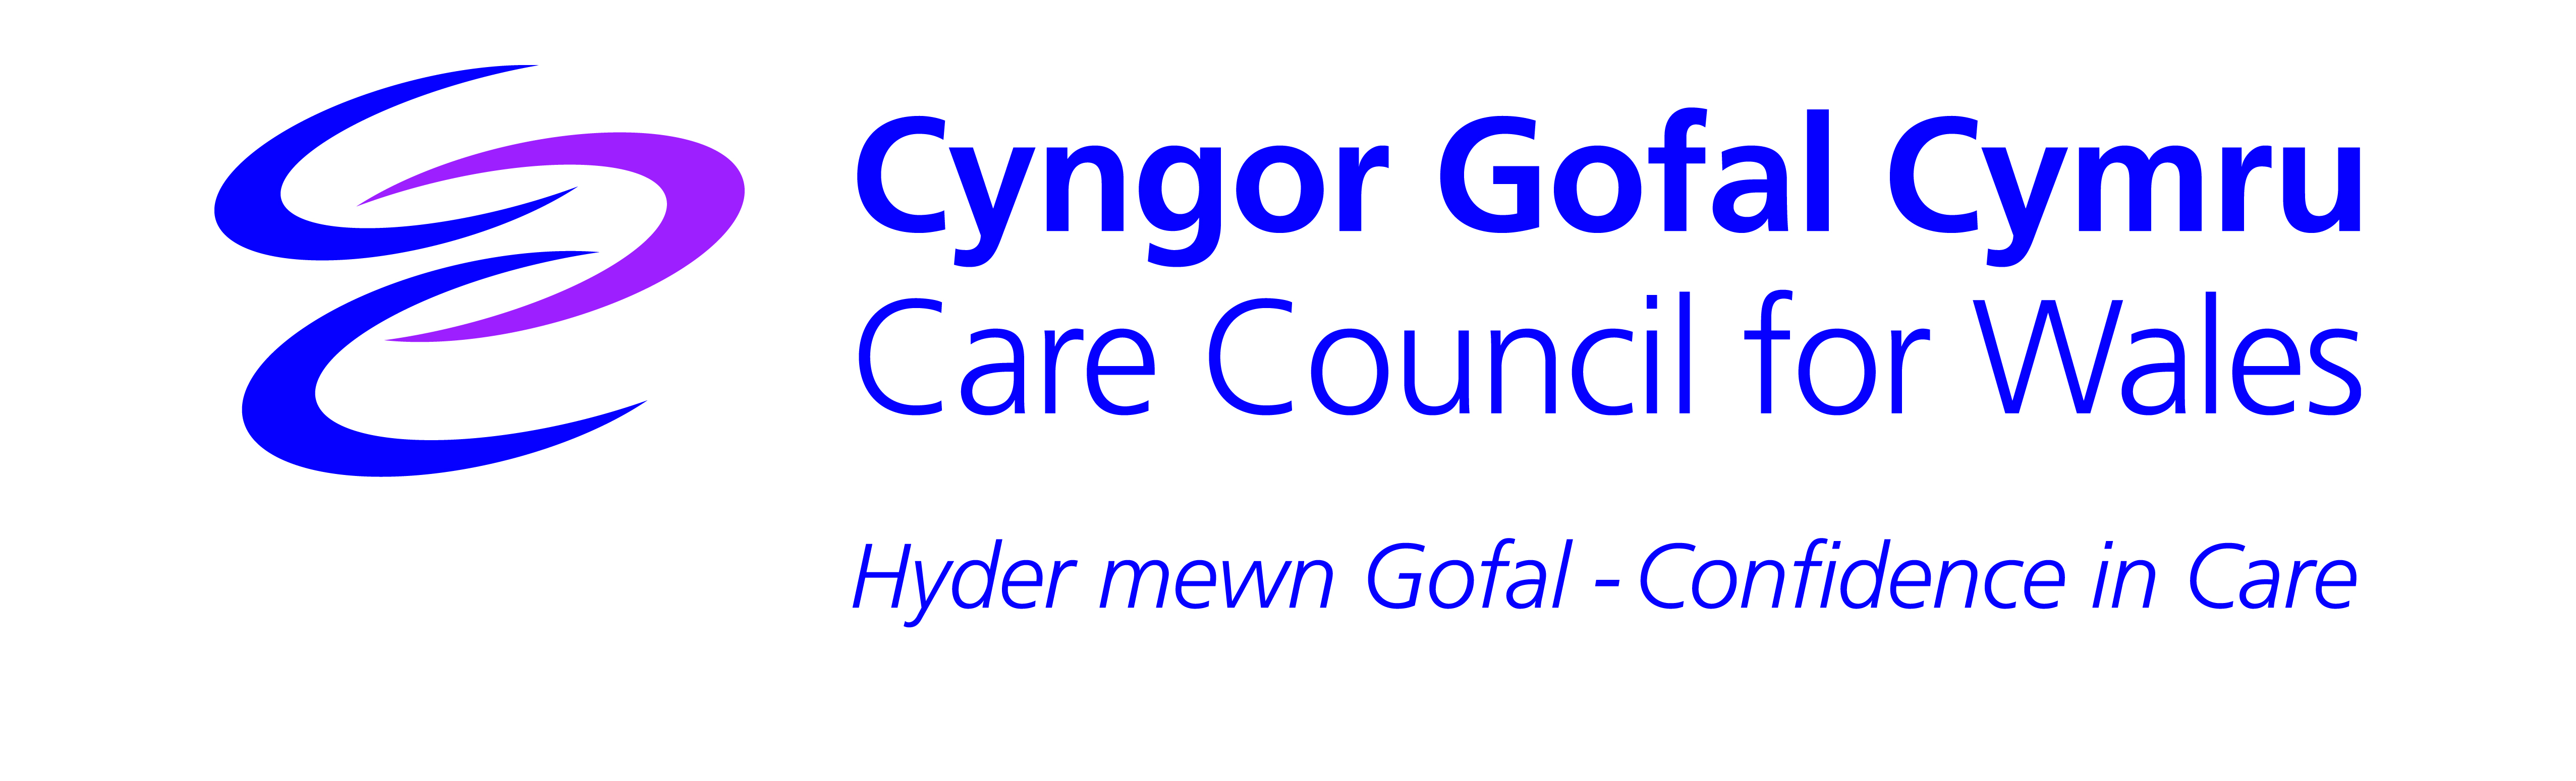 Cyngor Gofal Cymru
Care Council for Wales
Hyder mewn Gofal - Confidence in Care